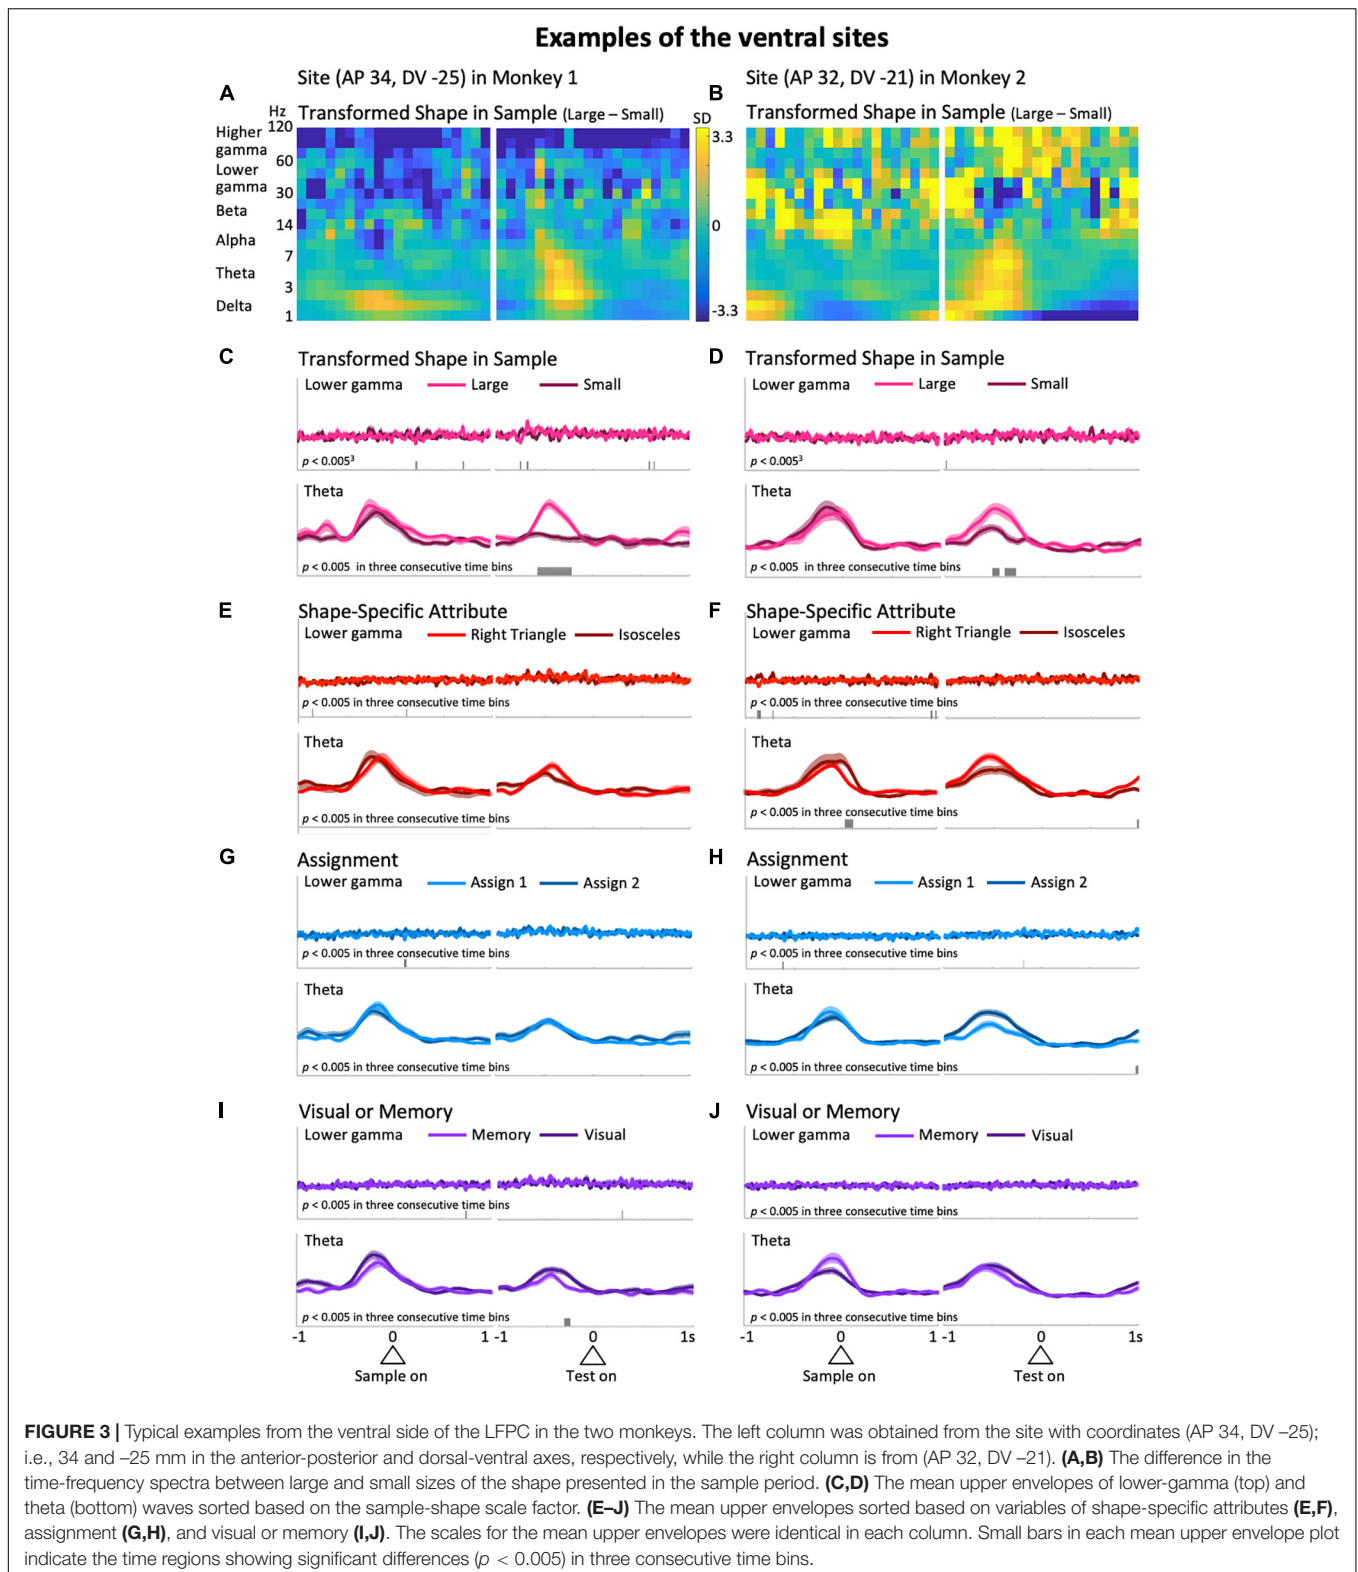 Examples of the ventral sites
Site (AP 34, DV -25) in Monkey 1
Site (AP 32, DV -21) in Monkey 2
A
B
Hz
Transformed Shape in Sample (Large – Small)
SD
Transformed Shape in Sample (Large – Small)
Higher gamma
Lower gamma
Beta
Alpha
Theta
Delta
120
60
30
14
7
3
1
3.3
0
-3.3
C
Transformed Shape in Sample
Lower gamma Large Small
p < 0.005³
Theta
p < 0.005 in three consecutive time bins
D
Transformed Shape in Sample
Lower gamma Large Small
p < 0.005³
Theta
p < 0.005 in three consecutive time bins
E
Shape-Specific Attribute
Lower gamma Right Triangle Isosceles
p < 0.005 in three consecutive time bins
Theta
p < 0.005 in three consecutive time bins
F
Shape-Specific Attribute
Lower gamma Right Triangle Isosceles
p < 0.005 in three consecutive time bins
Theta
p < 0.005 in three consecutive time bins
G
Assignment
Lower gamma Assign 1 Assign 2
p < 0.005 in three consecutive time bins
Theta
p < 0.005 in three consecutive time bins
H
Assignment
Lower gamma Assign 1 Assign 2
p < 0.005 in three consecutive time bins
Theta
p < 0.005 in three consecutive time bins
I
Visual or Memory
Lower gamma Memory Visual
p < 0.005 in three consecutive time bins
Theta
p < 0.005 in three consecutive time bins
J
Visual or Memory
Lower gamma Memory Visual
p < 0.005 in three consecutive time bins
Theta
p < 0.005 in three consecutive time bins
-1 0 1 -1 0 1s
-1 0 1 -1 0 1s
Sample on Test on
Sample on Test on
FIGURE 3 | Typical examples from the ventral side of the LFPC in the two monkeys. The left column was obtained from the site with coordinates (AP 34, DV –25);
i.e., 34 and –25 mm in the anterior-posterior and dorsal-ventral axes, respectively, while the right column is from (AP 32, DV –21). (A,B) The difference in the
time-frequency spectra between large and small sizes of the shape presented in the sample period. (C,D) The mean upper envelopes of lower-gamma (top) and
theta (bottom) waves sorted based on the sample-shape scale factor. (E–J) The mean upper envelopes sorted based on variables of shape-specific attributes (E,F),
assignment (G,H), and visual or memory (I,J). The scales for the mean upper envelopes were identical in each column. Small bars in each mean upper envelope plot
indicate the time regions showing significant differences (p < 0.005) in three consecutive time bins.